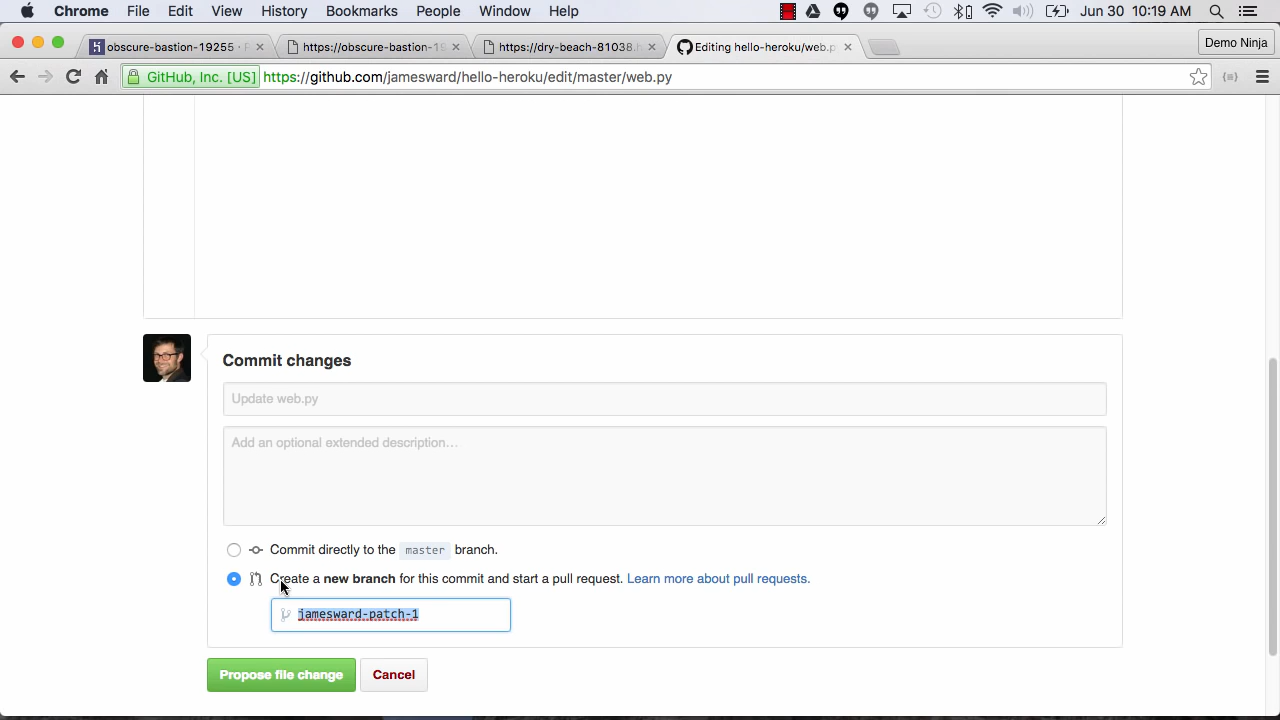 Chrome File Edit View History Bookmarks People Window Help Jun 30 10:19 AM
obscure-bastion-19255 · https://obscure-bastion-19 https://dry-beach-81038.h Editing hello-heroku/web.p Demo Ninja
GitHub, Inc. [US] https://github.com/jamesward/hello-heroku/edit/master/web.py
Commit changes
Update web.py
Add an optional extended description…
Commit directly to the master branch.
Create a new branch for this commit and start a pull request. Learn more about pull requests.
jamesward-patch-1
Propose file change Cancel